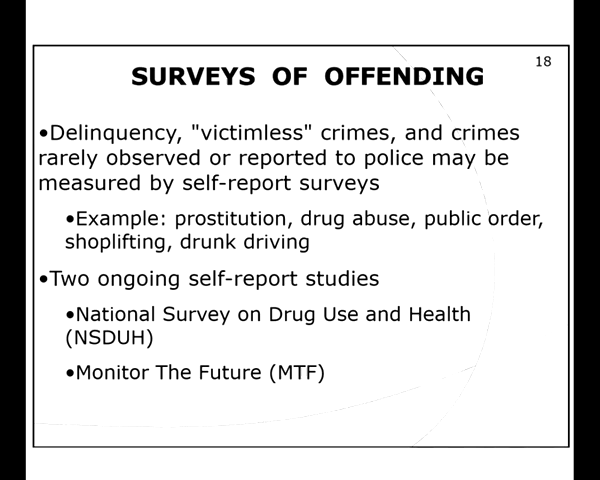 18
SURVEYS OF OFFENDING
•Delinquency, "victimless" crimes, and crimes
rarely observed or reported to police may be
measured by self-report surveys
•Example: prostitution, drug abuse, public order,
shoplifting, drunk driving
•Two ongoing self-report studies
•National Survey on Drug Use and Health
(NSDUH)
•Monitor The Future (MTF)